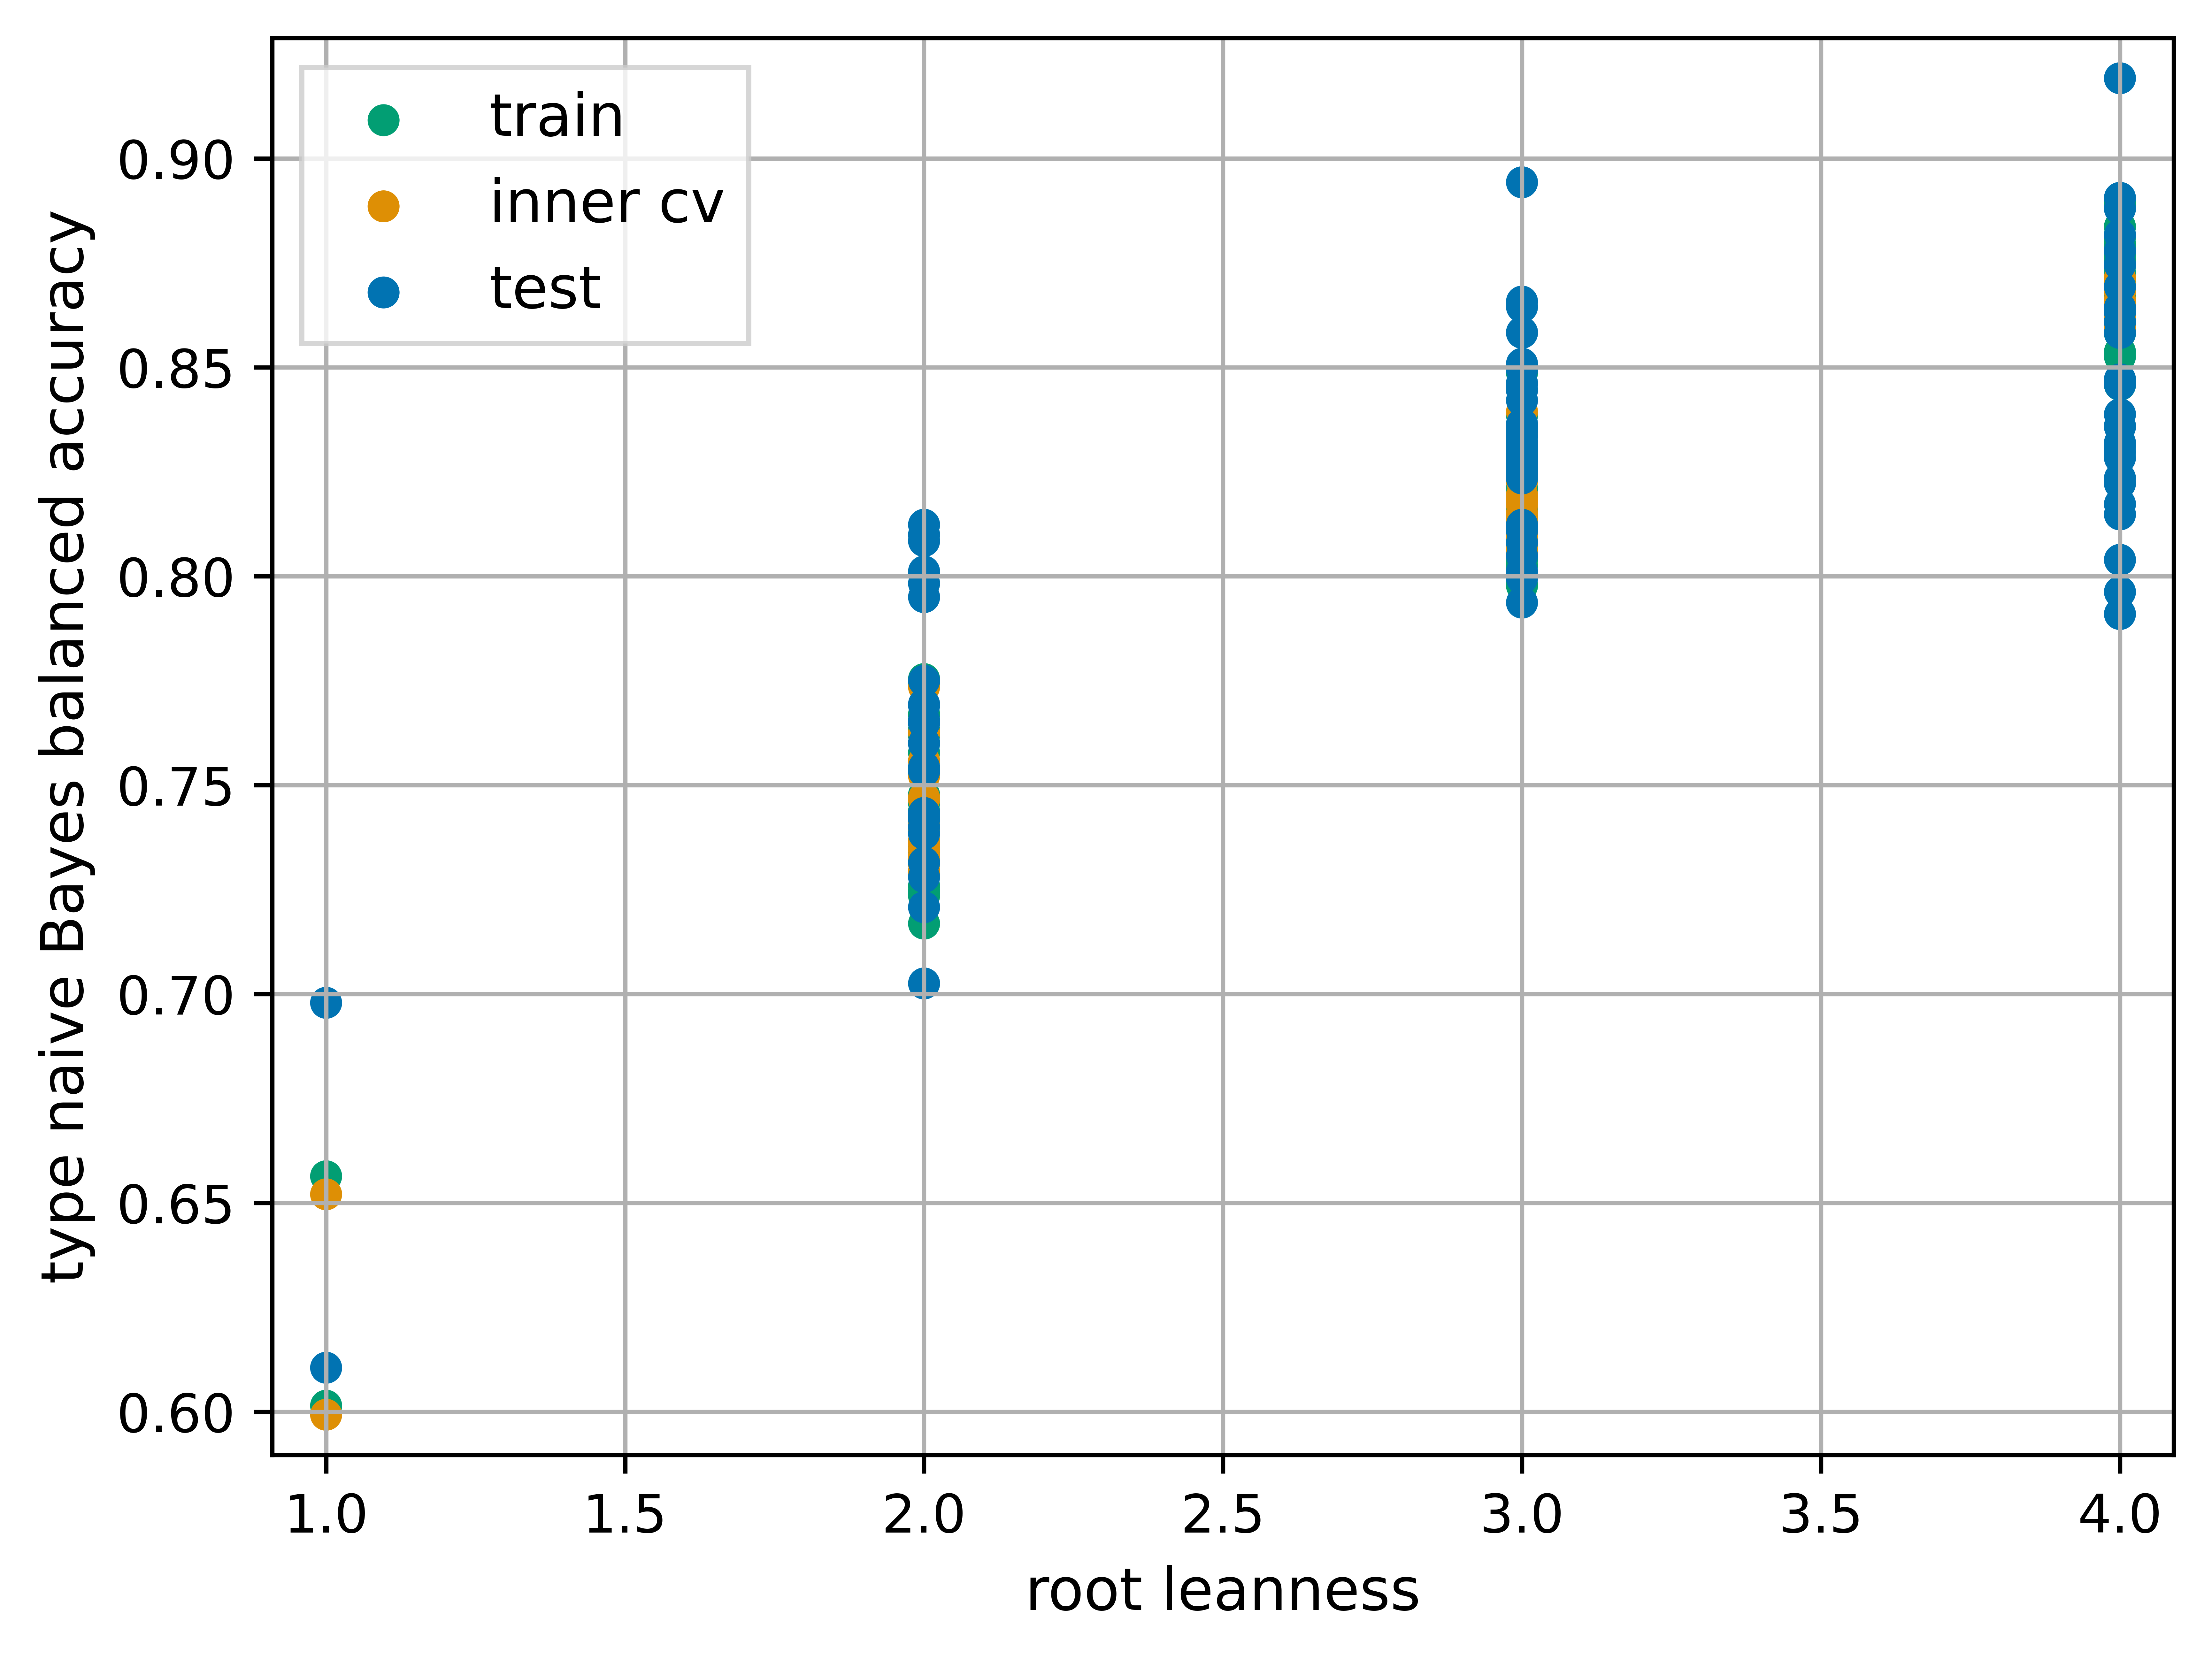 train
inner cv
test
type naive Bayes balanced accuracy
0.90
0.85
0.80
0.75
0.70
0.65
0.60
1.0 1.5 2.0 2.5 3.0 3.5 4.0
root leanness